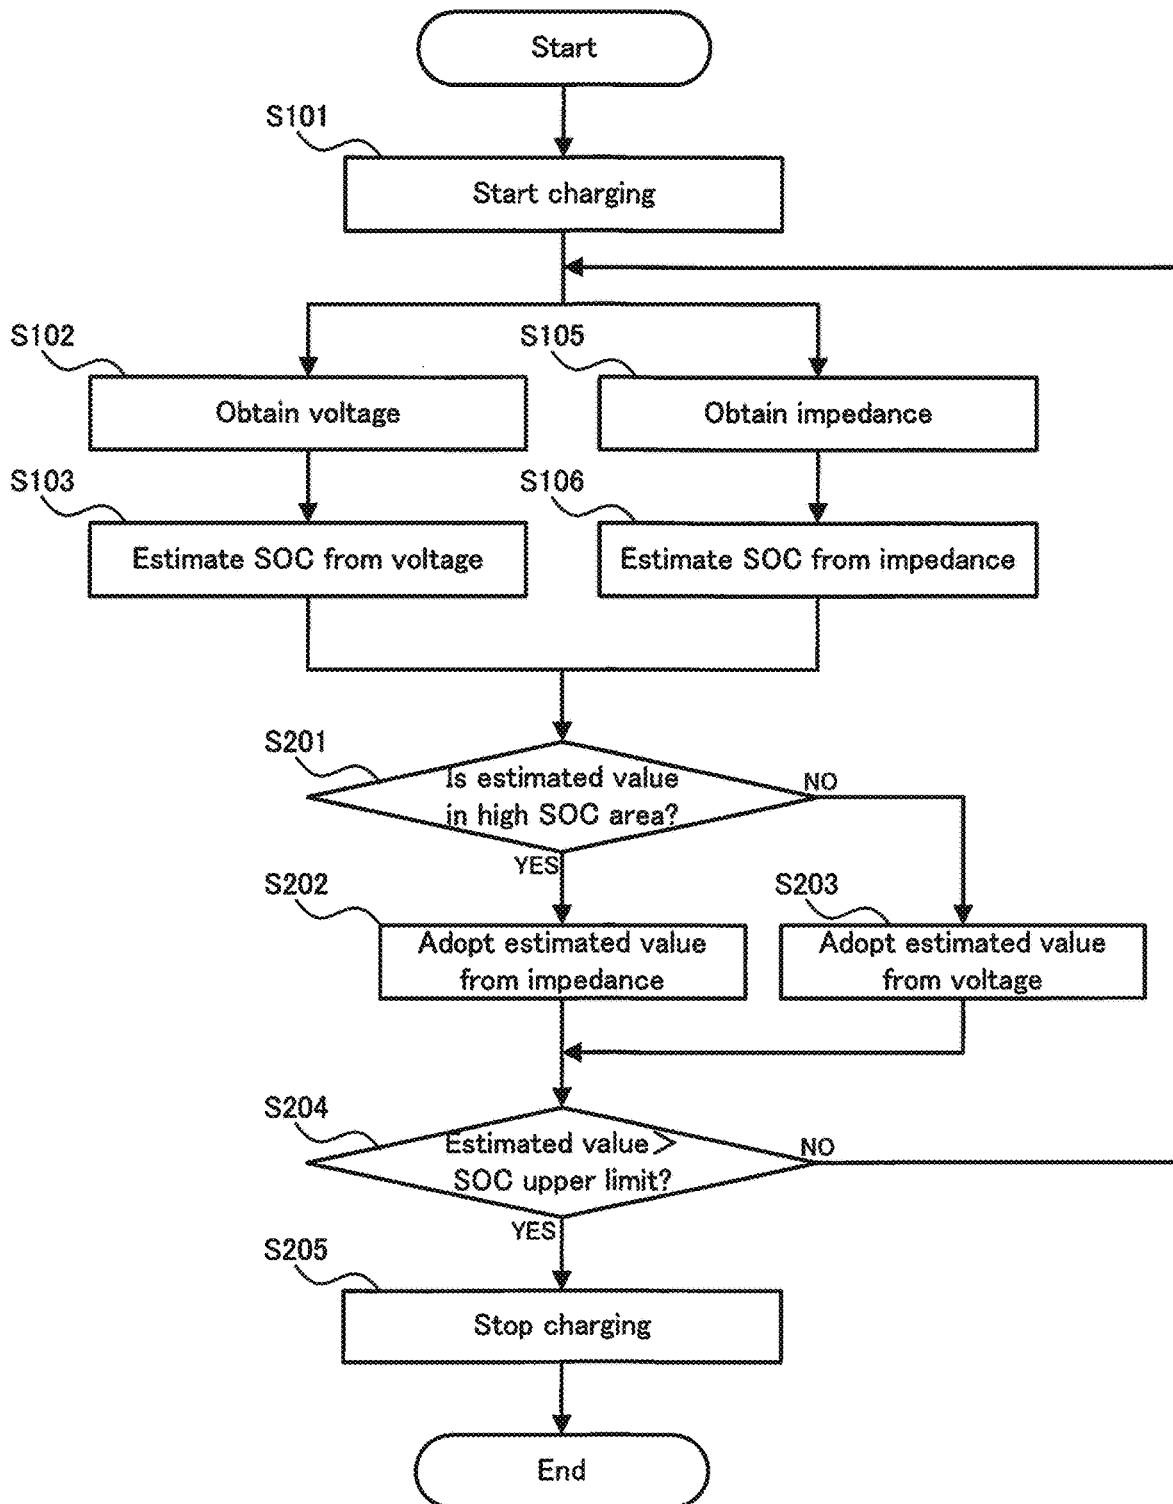 Start
S101
Start charging
S102
Obtain voltage
S105
Obtain impedance
S103
Estimate SOC from voltage
S106
Estimate SOC from impedance
S201
Is estimated value
in high SOC area?
NO
YES
S202
Adopt estimated value
from impedance
S203
Adopt estimated value
from voltage
S204
Estimated value >
SOC upper limit?
NO
YES
S205
Stop charging
End